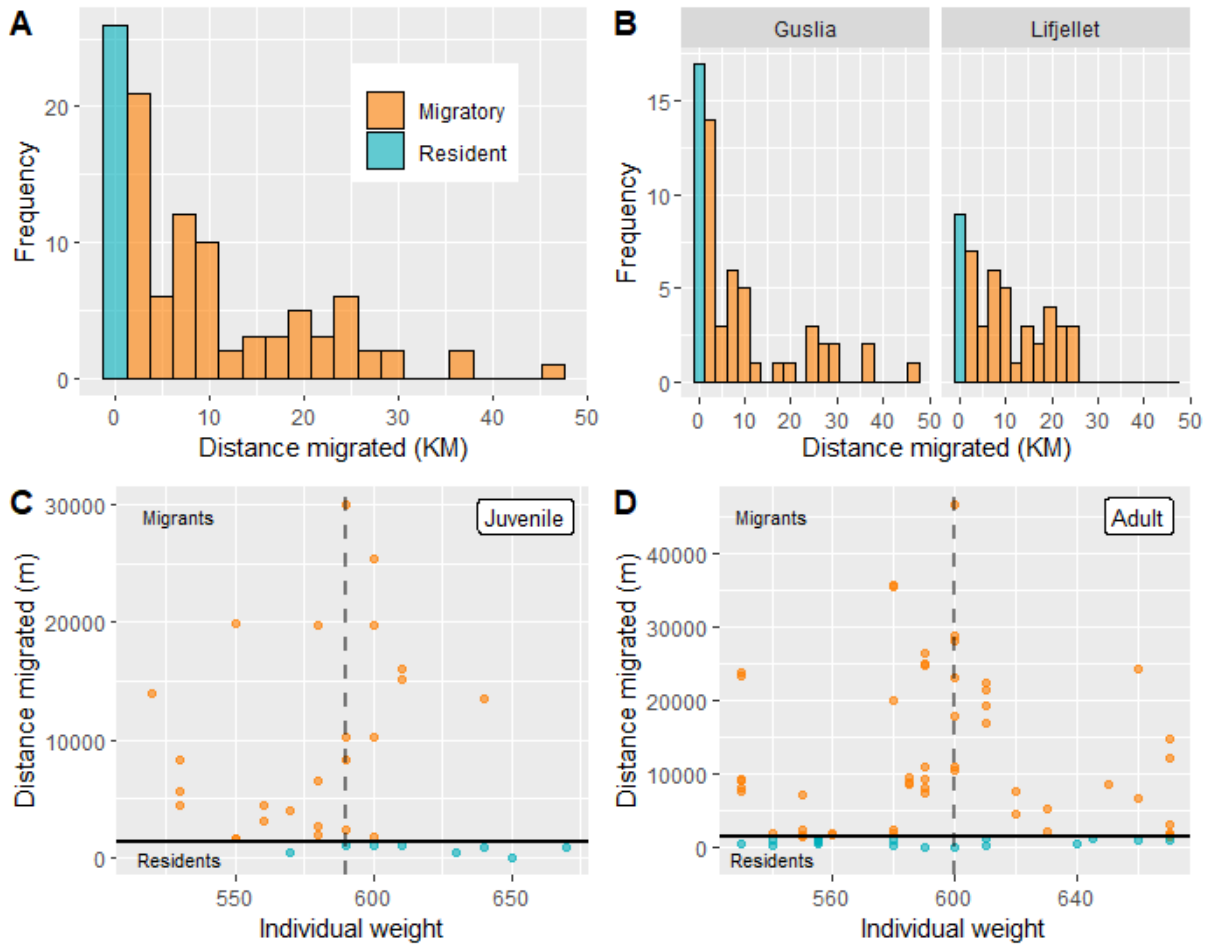 A
Frequency
20
10
0
Migratory
Resident
0 10 20 30 40 50
Distance migrated (KM)
B
Guslia Lifjellet
Frequency
15
10
5
0
0 10 20 30 40 50 0 10 20 30 40 50
Distance migrated (KM)
C
Distance migrated (m)
30000
20000
10000
0
Migrants
Juvenile
Residents
550 600 650
Individual weight
D
Distance migrated (m)
40000
30000
20000
10000
0
Migrants
Adult
Residents
560 600 640
Individual weight